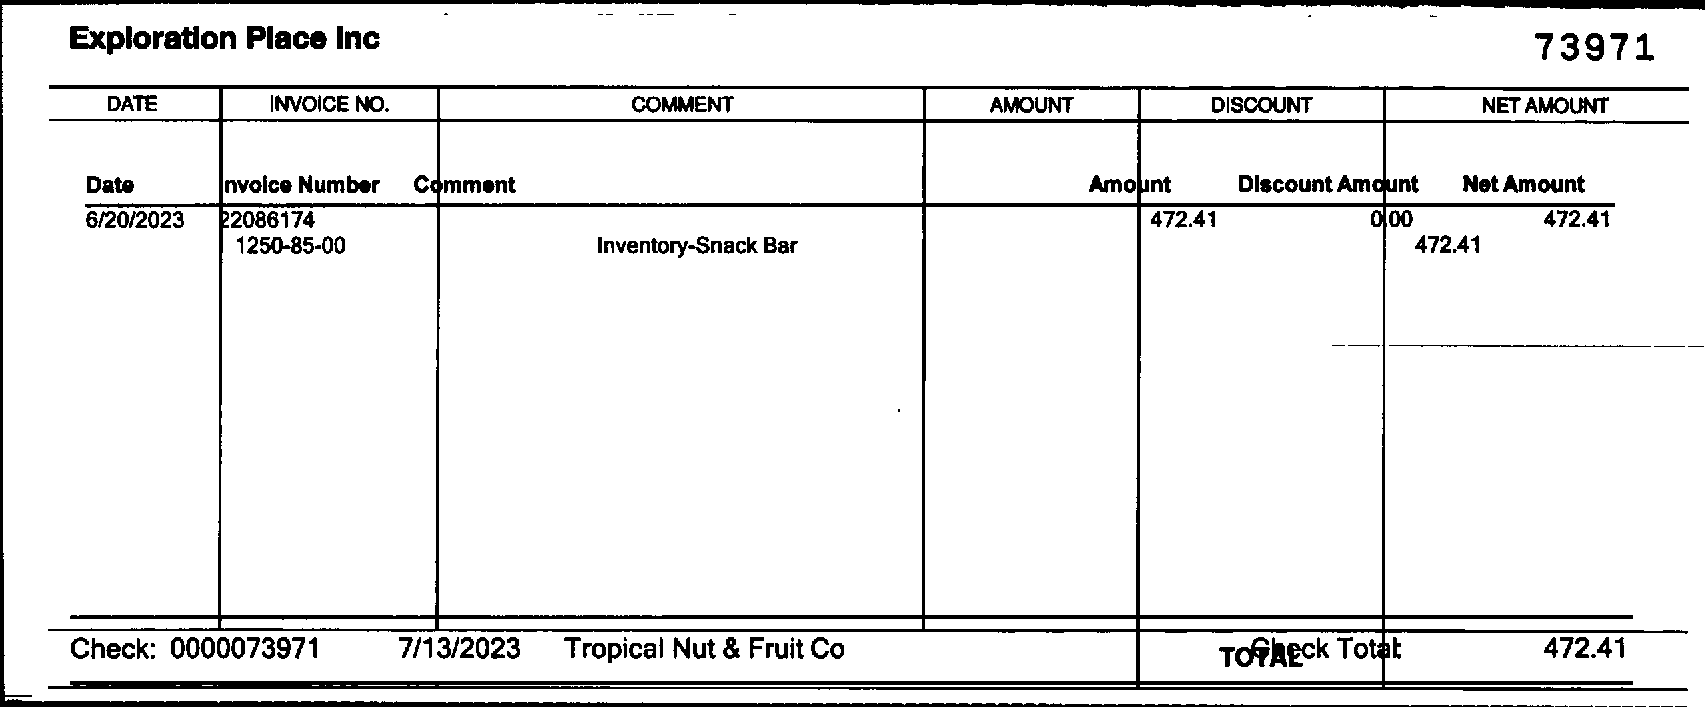 Exploration Place Inc 73971
DATE INVOICE NO. COMMENT AMOUNT DISCOUNT NET AMOUNT
Date nvoice Number Comment Amount Discount Amount Net Amount
6/20/2023 22086174 472.41 0.00 472.41
1250-85-00 Inventory-Snack Bar 472.41
Check: 0000073971 7/13/2023 Tropical Nut & Fruit Co Check Total: 472.41
TOTAL